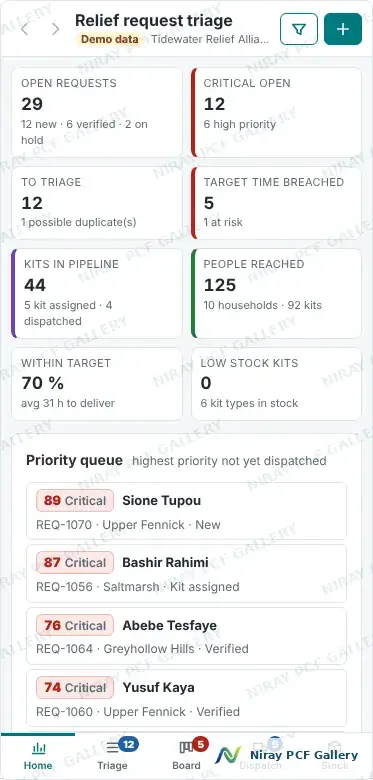 Relief request triage
Demo data Tidewater Relief Allia...
OPEN REQUESTS
29
12 new · 6 verified · 2 on
hold
CRITICAL OPEN
12
6 high priority
TO TRIAGE
12
1 possible duplicate(s)
TARGET TIME BREACHED
5
1 at risk
KITS IN PIPELINE
44
5 kit assigned · 4
dispatched
PEOPLE REACHED
125
10 households · 92 kits
WITHIN TARGET
70 %
avg 31 h to deliver
LOW STOCK KITS
0
6 kit types in stock
Priority queue highest priority not yet dispatched
89 Critical Sione Tupou
REQ-1070 · Upper Fennick · New
87 Critical Bashir Rahimi
REQ-1056 · Saltmarsh · Kit assigned
76 Critical Abebe Tesfaye
REQ-1064 · Greyhollow Hills · Verified
74 Critical Yusuf Kaya
REQ-1060 · Upper Fennick · Verified
12 5
Home Triage Board Dispatch Stock
Niray PCF Gallery
NIRAY PCF GALLERY